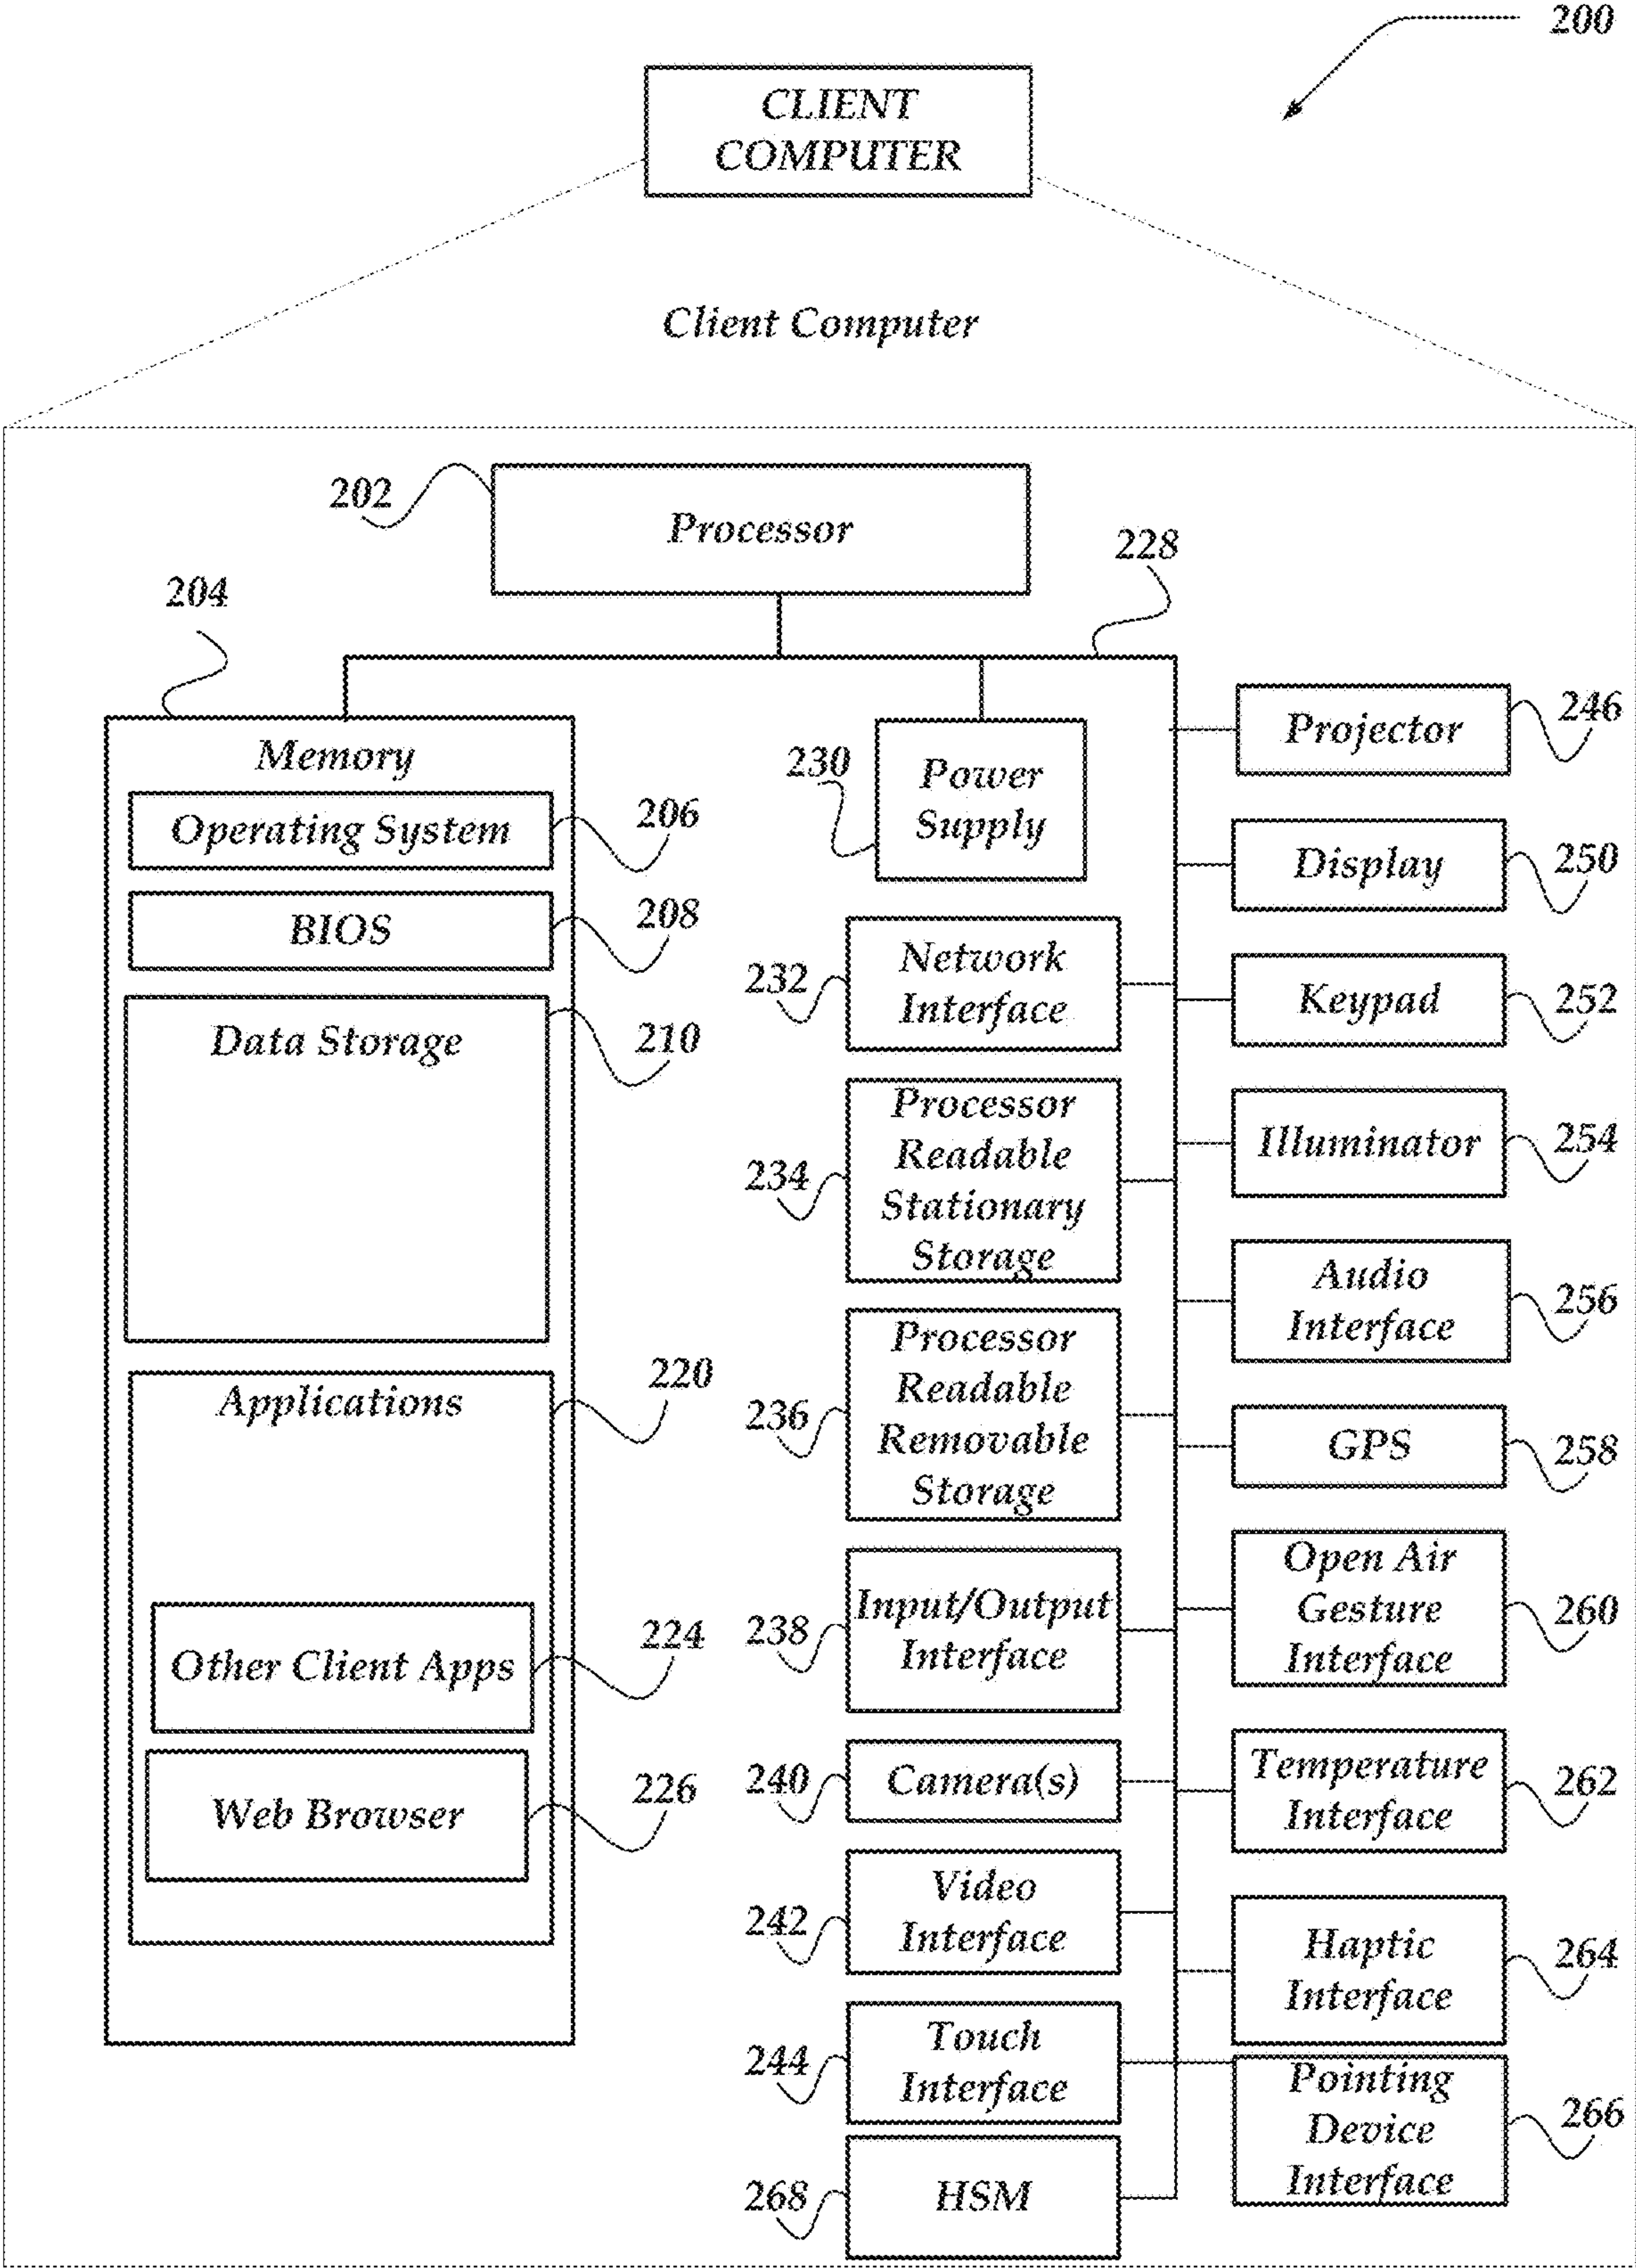 200
CLIENT
COMPUTER
Client Computer
202
Processor
228
204
Memory
Operating System
206
BIOS
208
Data Storage
210
Applications
220
Other Client Apps
224
Web Browser
226
230
Power
Supply
232
Network
Interface
234
Processor
Readable
Stationary
Storage
236
Processor
Readable
Removable
Storage
238
Input/Output
Interface
240
Camera(s)
242
Video
Interface
244
Touch
Interface
268
HSM
Projector
246
Display
250
Keypad
252
Illuminator
254
Audio
Interface
256
GPS
258
Open Air
Gesture
Interface
260
Temperature
Interface
262
Haptic
Interface
264
Pointing
Device
Interface
266